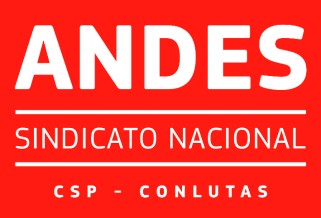 ANDES
SINDICATO NACIONAL
CSP - CONLUTAS